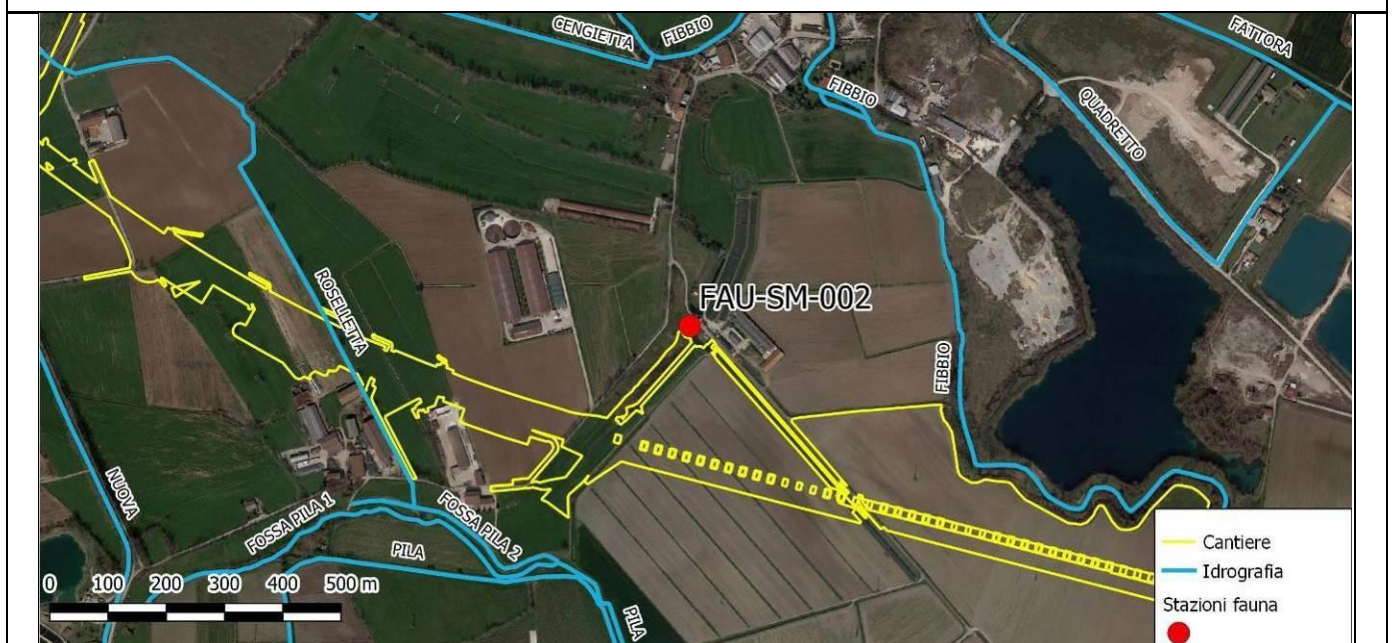 CENGIETTA
FIBBIO
FATTORA
FIBBIO
QUADRETTO
ROSELLETTA
FAU-SM-002
FIBBIO
NUOVA
FOSSA PILA 1
FOSSA PILA 2
PILA
PILA
0 100 200 300 400 500 m
Cantiere
Idrografia
Stazioni fauna